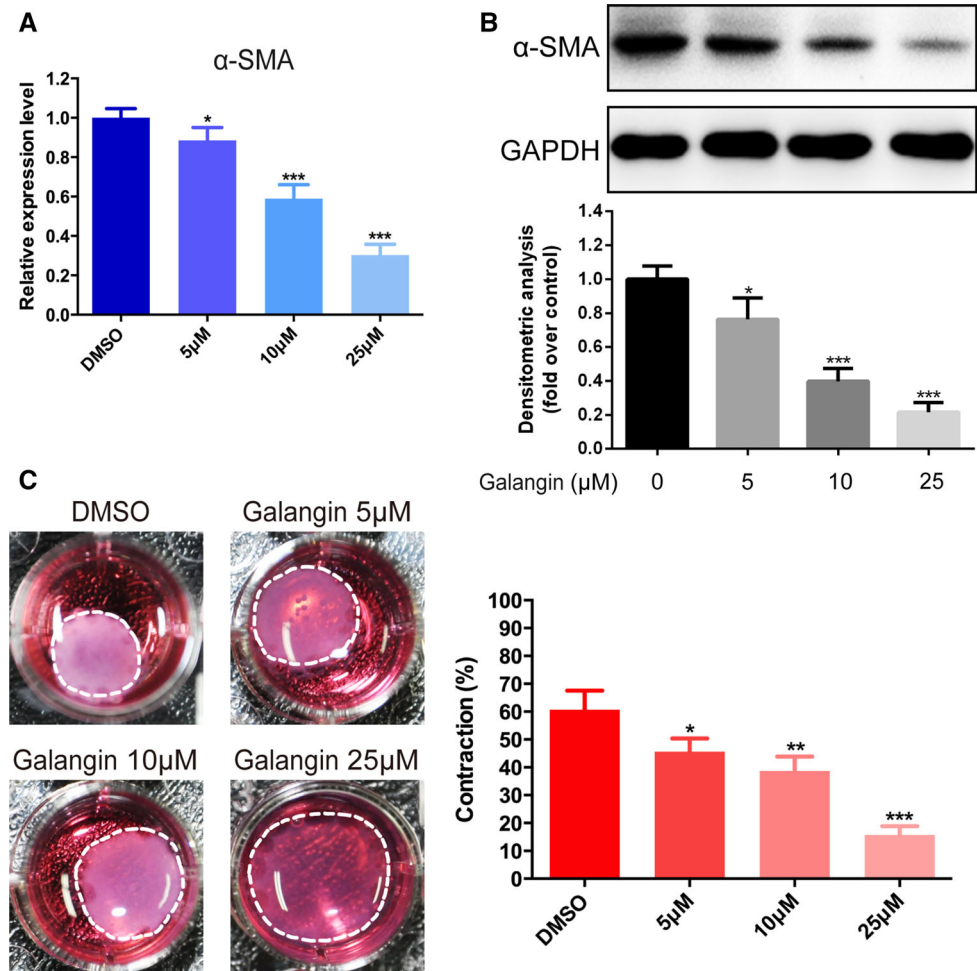 A
α-SMA
Relative expression level
1.2
1.0
0.8
0.6
0.4
0.2
0.0
*
***
***
DMSO
5μM
10μM
25μM
B
α-SMA
GAPDH
Densitometric analysis
(fold over control)
1.4
1.2
1.0
0.8
0.6
0.4
0.2
0.0
*
***
***
Galangin (μM) 0 5 10 25
C
DMSO
Galangin 5μM
Galangin 10μM
Galangin 25μM
Contraction (%)
100
90
80
70
60
50
40
30
20
10
0
*
**
***
DMSO
5μM
10μM
25μM